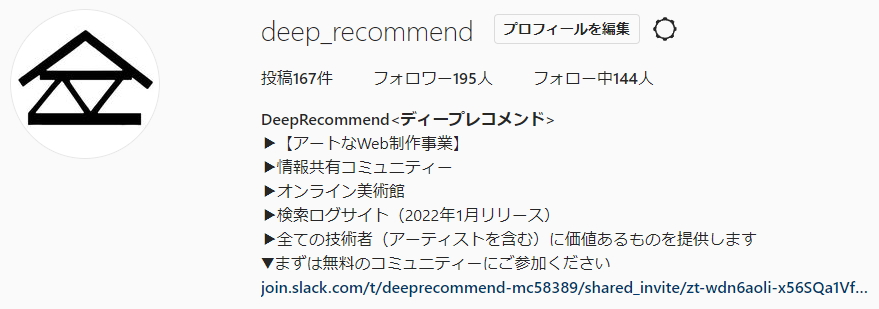 deep_recommend プロフィールを編集
投稿167件 フォロワー195人 フォロー中144人
DeepRecommend<ディープレコメンド>
▶【アートなWeb制作事業】
▶情報共有コミュニティー
▶オンライン美術館
▶検索ログサイト（2022年1月リリース）
▶全ての技術者（アーティストを含む）に価値あるものを提供します
▼まずは無料のコミュニティーにご参加ください
join.slack.com/t/deeprecommend-mc58389/shared_invite/zt-wdn6aoli-x56SQa1Vf...